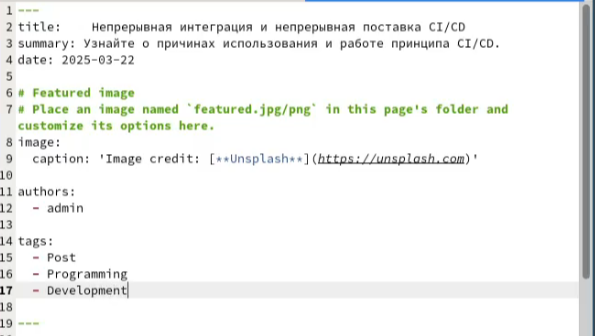 1 ---
2 title:    Непрерывная интеграция и непрерывная поставка CI/CD
3 summary: Узнайте о причинах использования и работе принципа CI/CD.
4 date: 2025-03-22
5
6 # Featured image
7 # Place an image named `featured.jpg/png` in this page's folder and
customize its options here.
8 image:
9   caption: 'Image credit: [**Unsplash**](https://unsplash.com)'
10
11 authors:
12   - admin
13
14 tags:
15   - Post
16   - Programming
17   - Development
18
19 ---